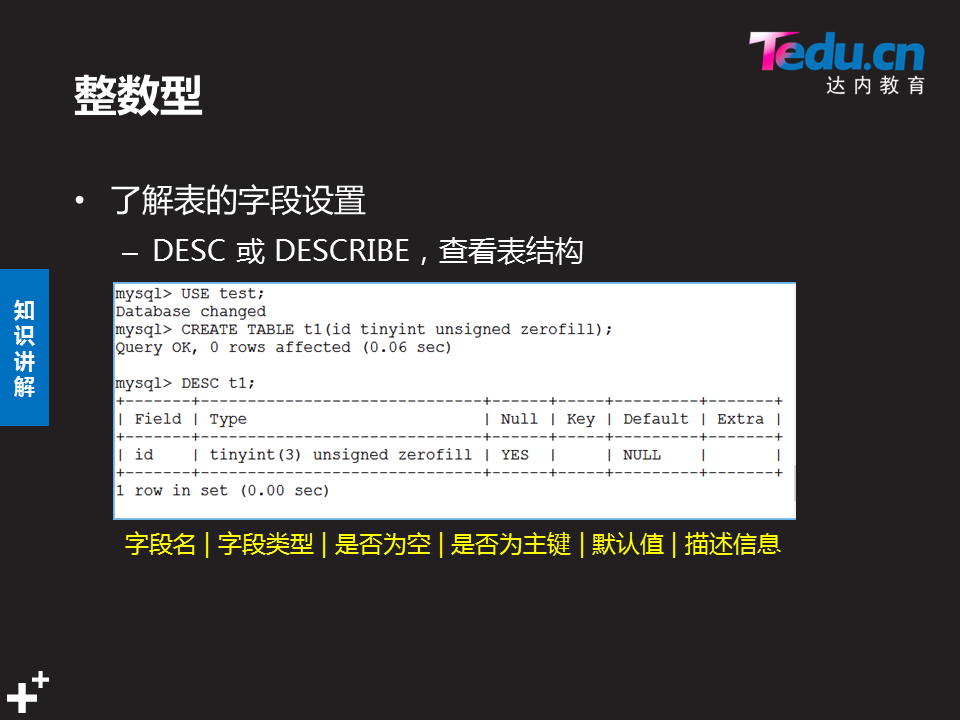 Tedu.cn
达内教育
整数型
• 了解表的字段设置
– DESC 或 DESCRIBE，查看表结构
知识讲解
mysql> USE test;
Database changed
mysql> CREATE TABLE t1(id tinyint unsigned zerofill);
Query OK, 0 rows affected (0.06 sec)
mysql> DESC t1;
+-------+------------------------------+------+-----+---------+-------+
| Field | Type                         | Null | Key | Default | Extra |
+-------+------------------------------+------+-----+---------+-------+
| id    | tinyint(3) unsigned zerofill | YES  |     | NULL    |       |
+-------+------------------------------+------+-----+---------+-------+
1 row in set (0.00 sec)
字段名 | 字段类型 | 是否为空 | 是否为主键 | 默认值 | 描述信息